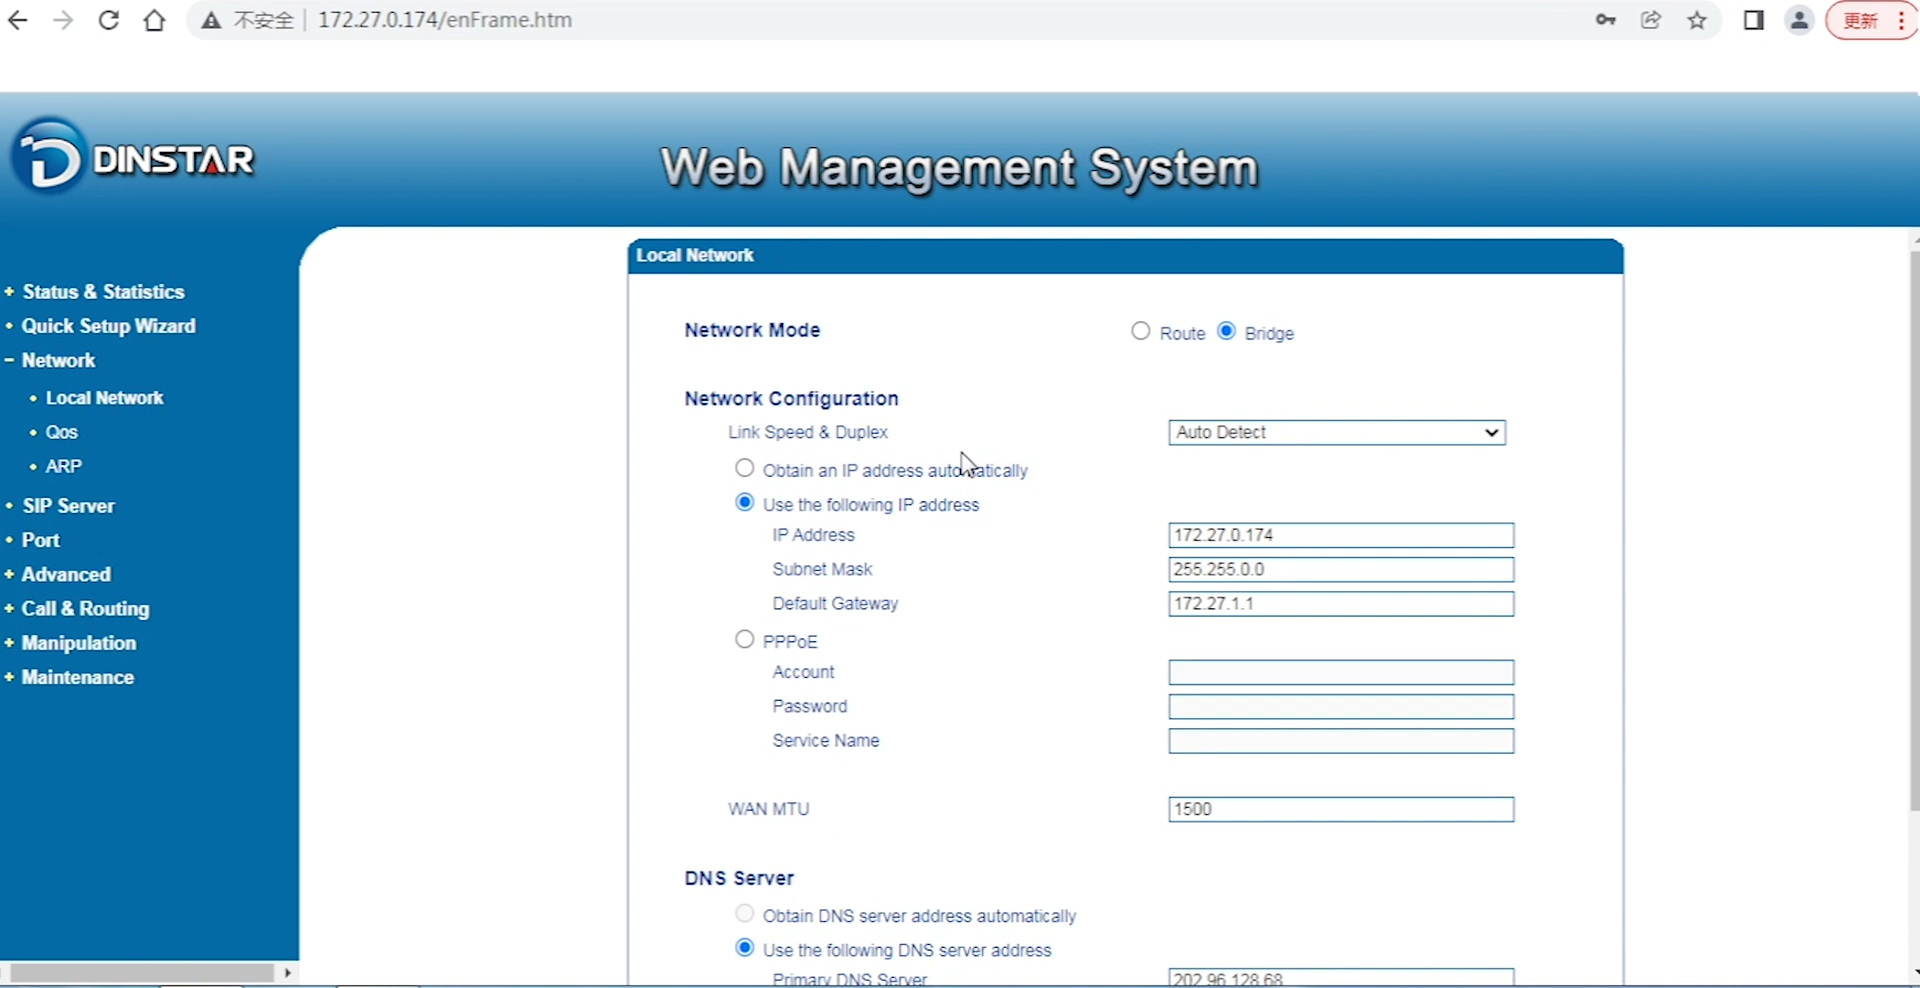 不安全 172.27.0.174/enFrame.htm 更新
DINSTAR
Web Management System
Local Network
Status & Statistics
Quick Setup Wizard
Network
Local Network
Qos
ARP
SIP Server
Port
Advanced
Call & Routing
Manipulation
Maintenance
Network Mode Route Bridge
Network Configuration
Link Speed & Duplex Auto Detect
Obtain an IP address automatically
Use the following IP address
IP Address 172.27.0.174
Subnet Mask 255.255.0.0
Default Gateway 172.27.1.1
PPPoE
Account
Password
Service Name
WAN MTU 1500
DNS Server
Obtain DNS server address automatically
Use the following DNS server address
Primary DNS Server 202.96.128.68